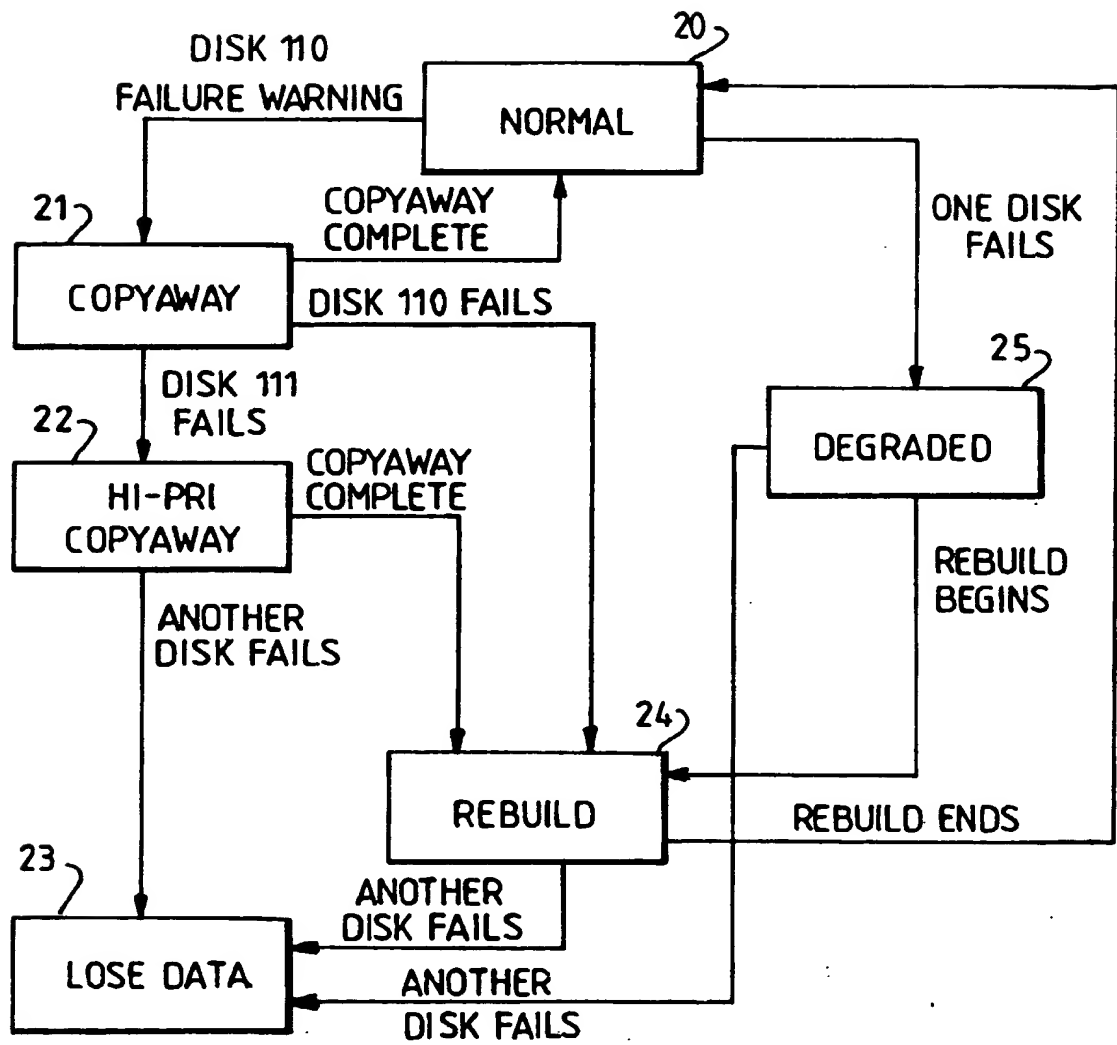 20
DISK 110
FAILURE WARNING
NORMAL
21
COPYAWAY
COMPLETE
ONE DISK
FAILS
COPYAWAY
DISK 110 FAILS
25
DISK 111
FAILS
22
DEGRADED
COPYAWAY
COMPLETE
HI-PRI
COPYAWAY
REBUILD
BEGINS
ANOTHER
DISK FAILS
24
REBUILD
REBUILD ENDS
23
ANOTHER
DISK FAILS
LOSE DATA
ANOTHER
DISK FAILS